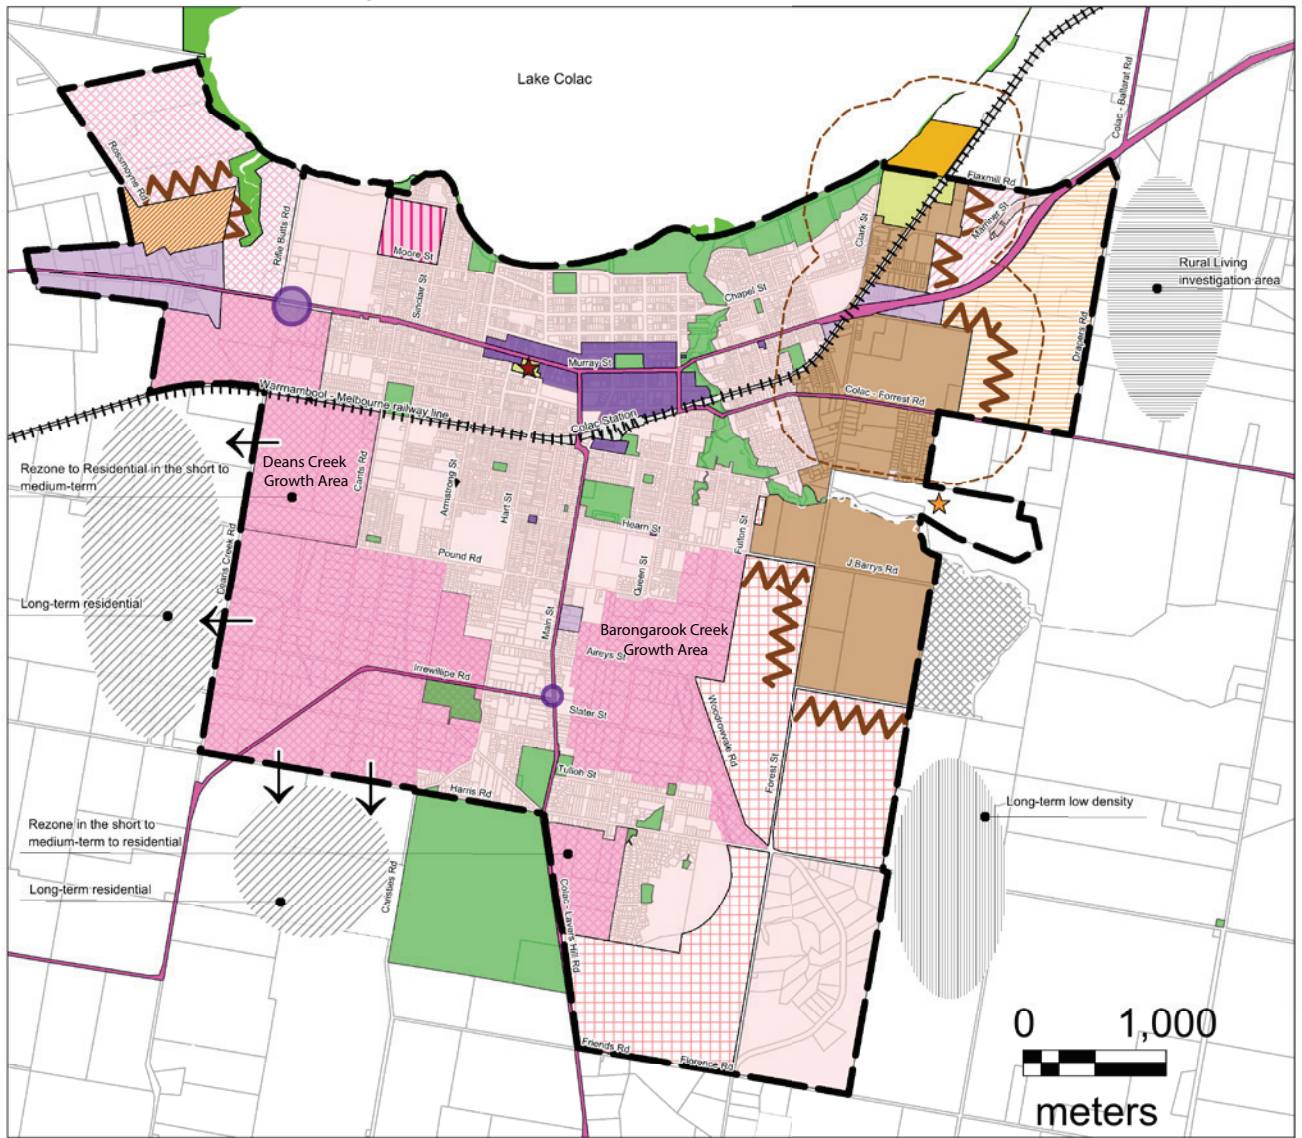 Lake Colac
Colac - Ballarat Rd
Rossmoyne Rd
Flaxmill Rd
Marriner St
Rifle Butts Rd
Clark St
Moore St
Rural Living
investigation area
Sinclair St
Chapel St
Drapers Rd
Murray St
Warrnambool - Melbourne railway line
Colac - Forrest Rd
Colac Station
Rezone to Residential in the short to
medium-term
Deans Creek
Growth Area
Cants Rd
Armstrong St
Hart St
Hearn St
Fulton St
Pound Rd
Queen St
J Barrys Rd
Deans Creek Rd
Long-term residential
Main St
Barongarook Creek
Growth Area
Aireys St
Irrewillipe Rd
Slater St
Woodrowvale Rd
Forest St
Tulloh St
Harris Rd
Long-term low density
Rezone in the short to
medium-term to residential
Long-term residential
Christies Rd
Colac - Lavers Hill Rd
Friends Rd
Florence Rd
0 1,000
meters